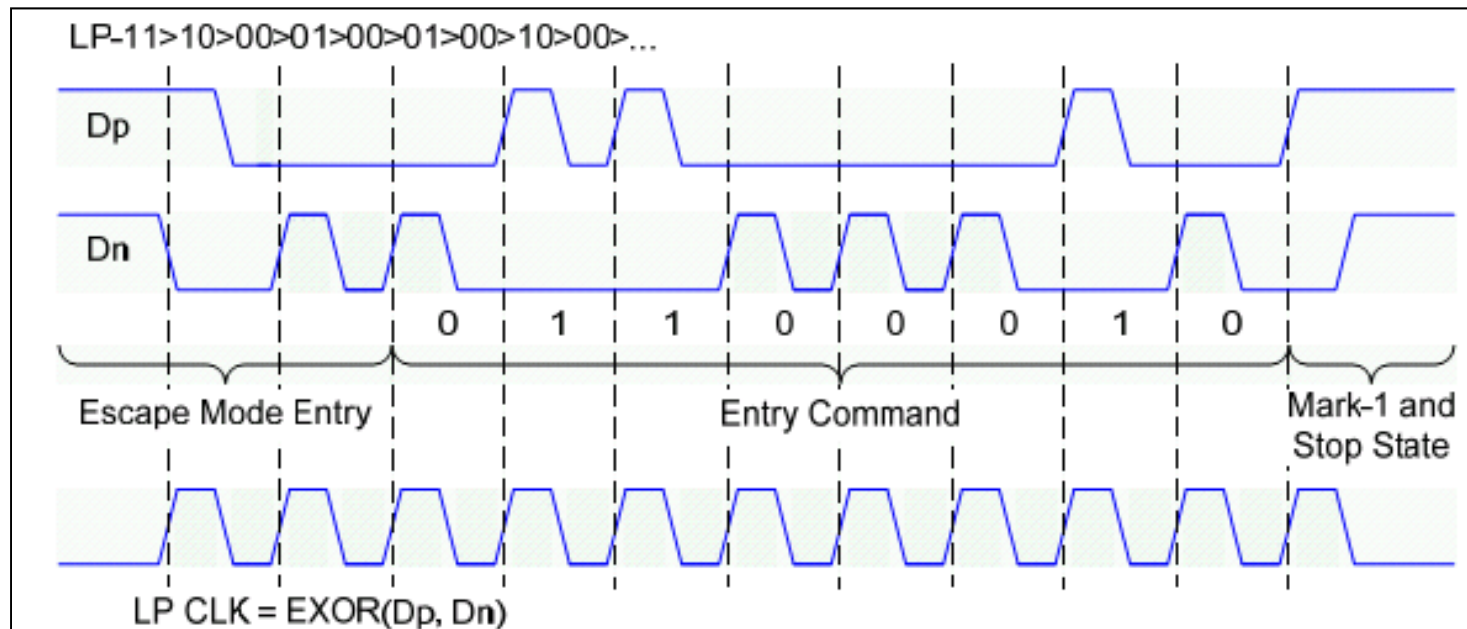 LP-11>10>00>01>00>01>00>10>00>...
Dp
Dn
0 1 1 0 0 0 1 0
Escape Mode Entry
Entry Command
Mark-1 and
Stop State
LP CLK = EXOR(Dp, Dn)